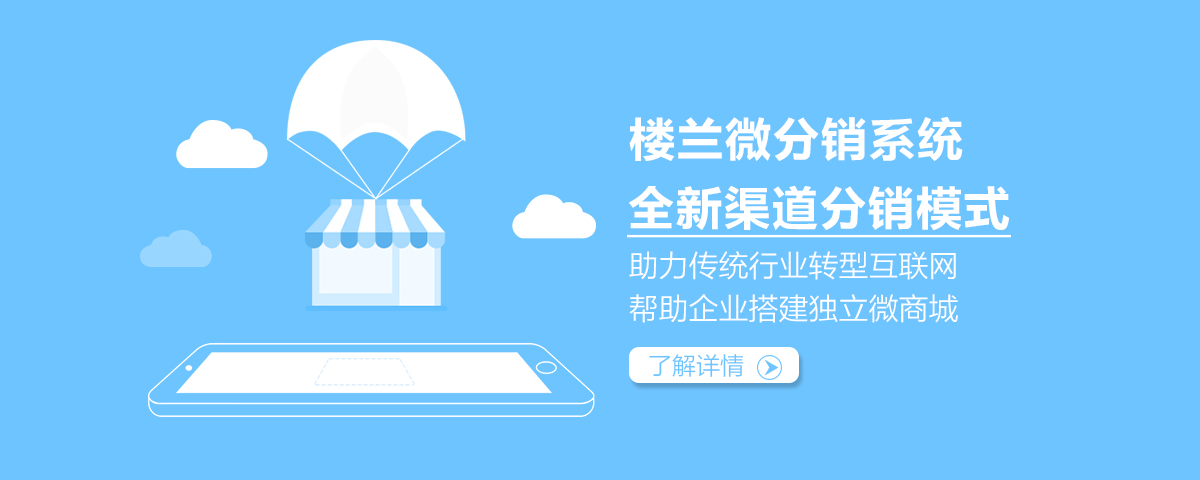 楼兰微分销系统
全新渠道分销模式
助力传统行业转型互联网
帮助企业搭建独立微商城
了解详情